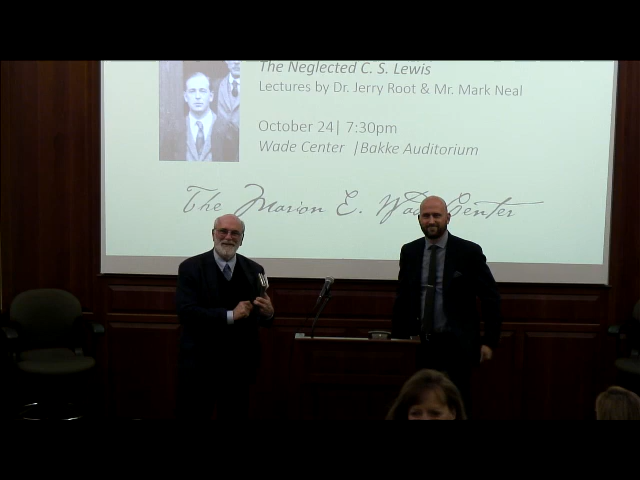 The Neglected C. S. Lewis
Lectures by Dr. Jerry Root & Mr. Mark Neal
October 24| 7:30pm
Wade Center |Bakke Auditorium
The Marion E. Wade Center